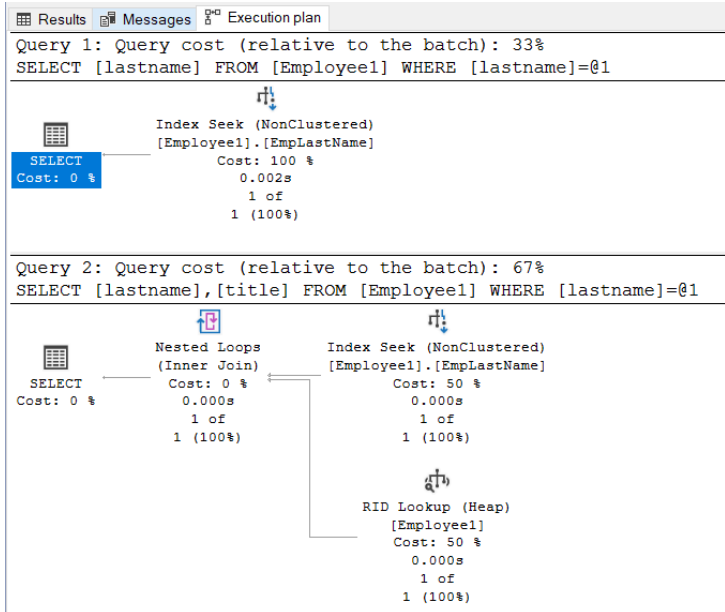 Results Messages Execution plan
Query 1: Query cost (relative to the batch): 33%
SELECT [lastname] FROM [Employee1] WHERE [lastname]=@1
SELECT
Cost: 0 %
Index Seek (NonClustered)
[Employee1].[EmpLastName]
Cost: 100 %
0.002s
1 of
1 (100%)
Query 2: Query cost (relative to the batch): 67%
SELECT [lastname],[title] FROM [Employee1] WHERE [lastname]=@1
SELECT
Cost: 0 %
Nested Loops
(Inner Join)
Cost: 0 %
0.000s
1 of
1 (100%)
Index Seek (NonClustered)
[Employee1].[EmpLastName]
Cost: 50 %
0.000s
1 of
1 (100%)
RID Lookup (Heap)
[Employee1]
Cost: 50 %
0.000s
1 of
1 (100%)